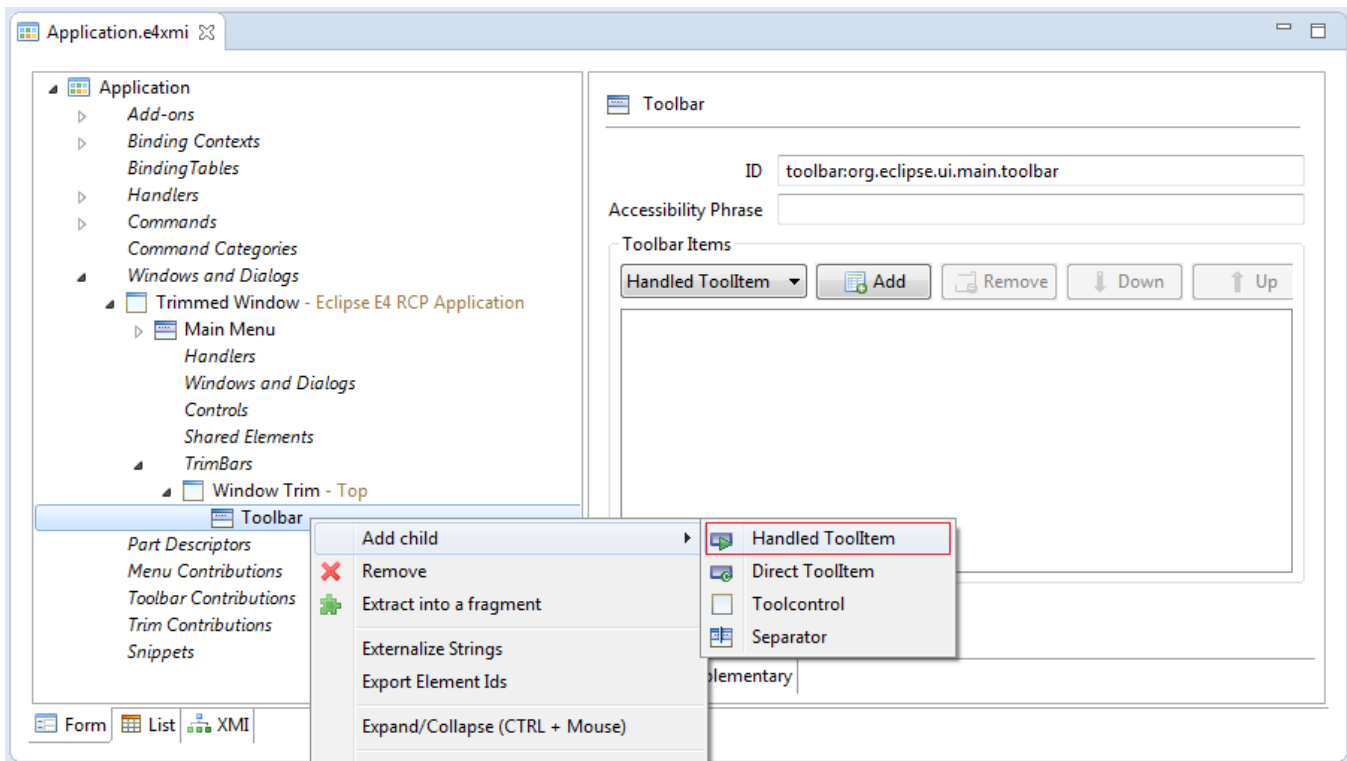 Application.e4xmi
Application
Add-ons
Binding Contexts
BindingTables
Handlers
Commands
Command Categories
Windows and Dialogs
Trimmed Window - Eclipse E4 RCP Application
Main Menu
Handlers
Windows and Dialogs
Controls
Shared Elements
TrimBars
Window Trim - Top
Toolbar
Part Descriptors
Menu Contributions
Toolbar Contributions
Trim Contributions
Snippets
Form List XMI
Add child
Remove
Extract into a fragment
Externalize Strings
Export Element Ids
Expand/Collapse (CTRL + Mouse)
Handled ToolItem
Direct ToolItem
Toolcontrol
Separator
Toolbar
ID toolbar:org.eclipse.ui.main.toolbar
Accessibility Phrase
Toolbar Items
Handled ToolItem Add Remove Down Up